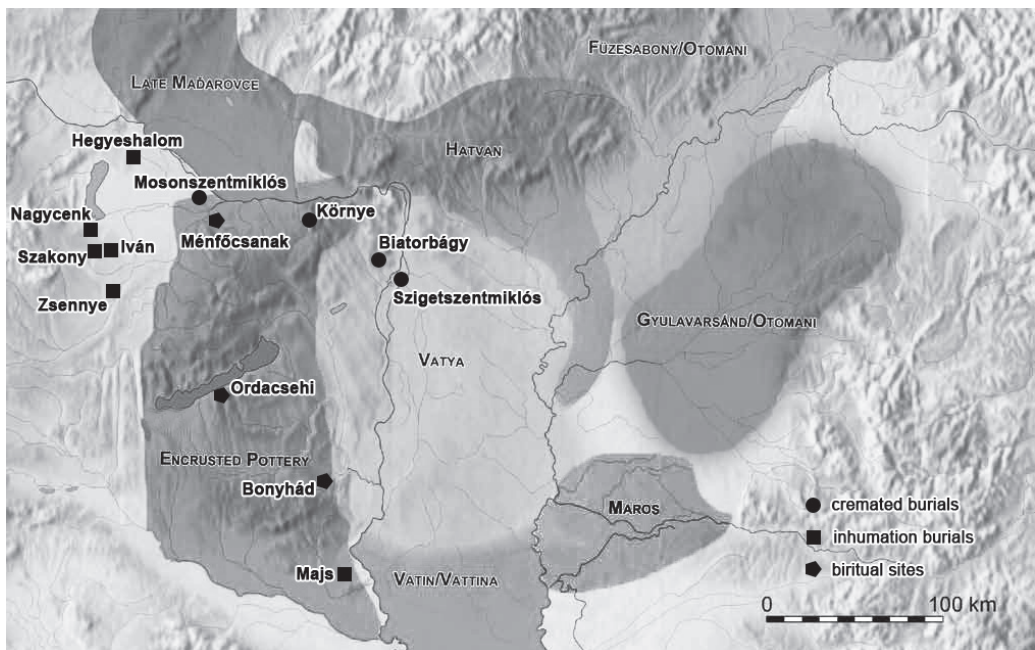 FÜZESABONY/OTOMANI
LATE MAĎAROVCE
HATVAN
Hegyeshalom
Mosonszentmiklós
Nagycenk
Környe
Ménfőcsanak
Szakony
Iván
Biatorbágy
Zsennye
Szigetszentmiklós
GYULAVARSÁND/OTOMANI
VATYA
Ordacsehi
ENCRUSTED POTTERY
Bonyhád
MAROS
cremated burials
inhumation burials
biritual sites
Majs
VATIN/VATTINA
0 100 km